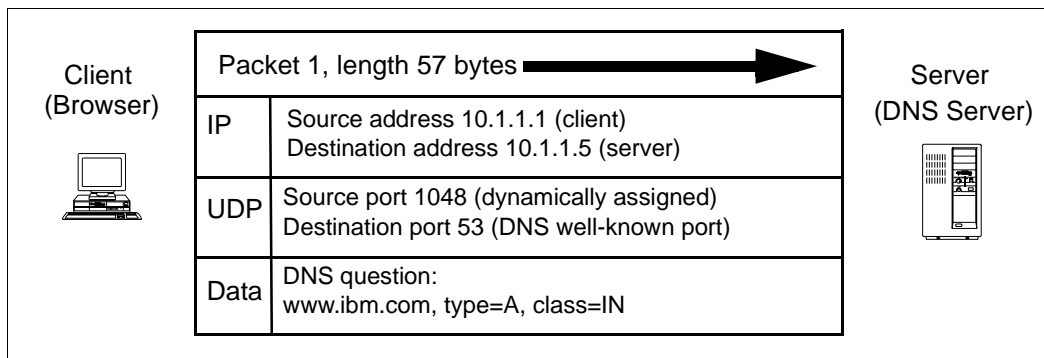 Client
(Browser)
Packet 1, length 57 bytes
IP
Source address 10.1.1.1 (client)
Destination address 10.1.1.5 (server)
UDP
Source port 1048 (dynamically assigned)
Destination port 53 (DNS well-known port)
Data
DNS question:
www.ibm.com, type=A, class=IN
Server
(DNS Server)